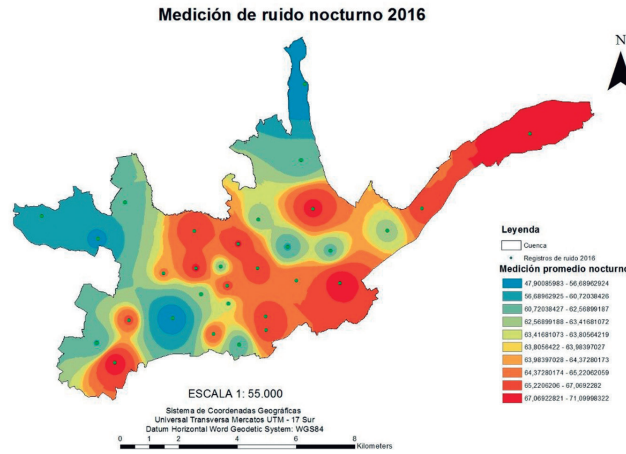 Medición de ruido nocturno 2016
N
Leyenda
Cuenca
Registros de ruido 2016
Medición promedio nocturno
47,90085983 - 56,68962924
56,68962925 - 60,72038426
60,72038427 - 62,56899187
62,56899188 - 63,41681072
63,41681073 - 63,80564219
63,8056422 - 63,98397027
63,98397028 - 64,37280173
64,37280174 - 65,22062059
65,2206206 - 67,0692282
67,06922821 - 71,09998322
ESCALA 1: 55.000
Sistema de Coordenadas Geográficas
Universal Transversa Mercatos UTM - 17 Sur
Datum Horizontal Word Geodetic System: WGS84
0 2 4 6 8
Kilometers